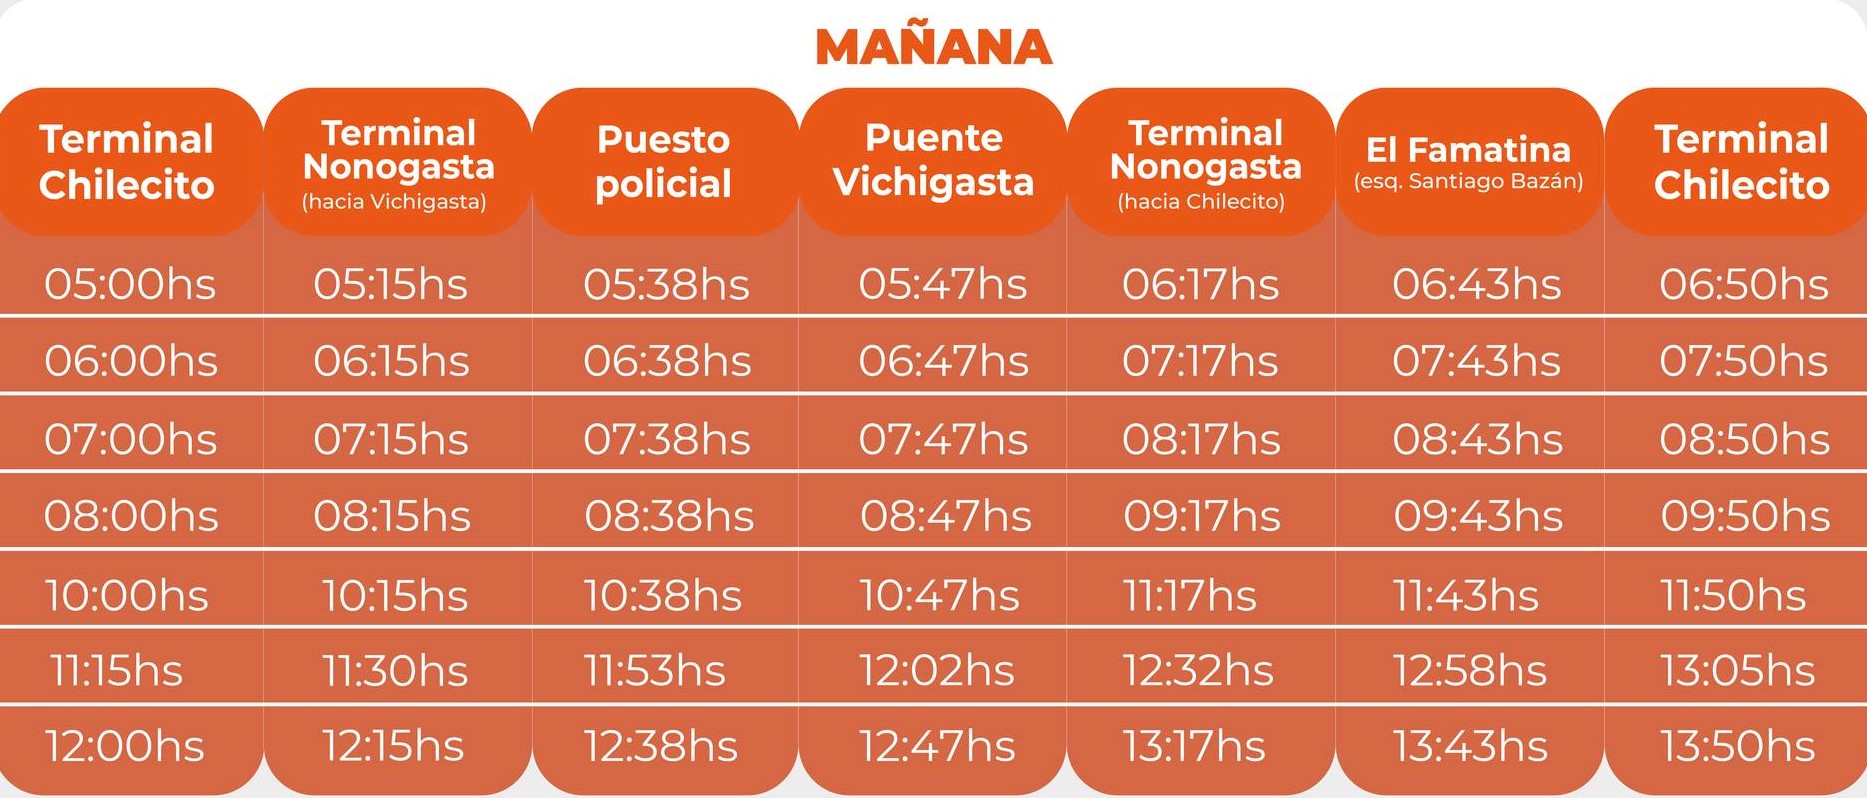 MAÑANA
Terminal
Chilecito
Terminal
Nonogasta
(hacia Vichigasta)
Puesto
policial
Puente
Vichigasta
Terminal
Nonogasta
(hacia Chilecito)
El Famatina
(esq. Santiago Bazán)
Terminal
Chilecito
05:00hs 05:15hs 05:38hs 05:47hs 06:17hs 06:43hs 06:50hs
06:00hs 06:15hs 06:38hs 06:47hs 07:17hs 07:43hs 07:50hs
07:00hs 07:15hs 07:38hs 07:47hs 08:17hs 08:43hs 08:50hs
08:00hs 08:15hs 08:38hs 08:47hs 09:17hs 09:43hs 09:50hs
10:00hs 10:15hs 10:38hs 10:47hs 11:17hs 11:43hs 11:50hs
11:15hs 11:30hs 11:53hs 12:02hs 12:32hs 12:58hs 13:05hs
12:00hs 12:15hs 12:38hs 12:47hs 13:17hs 13:43hs 13:50hs